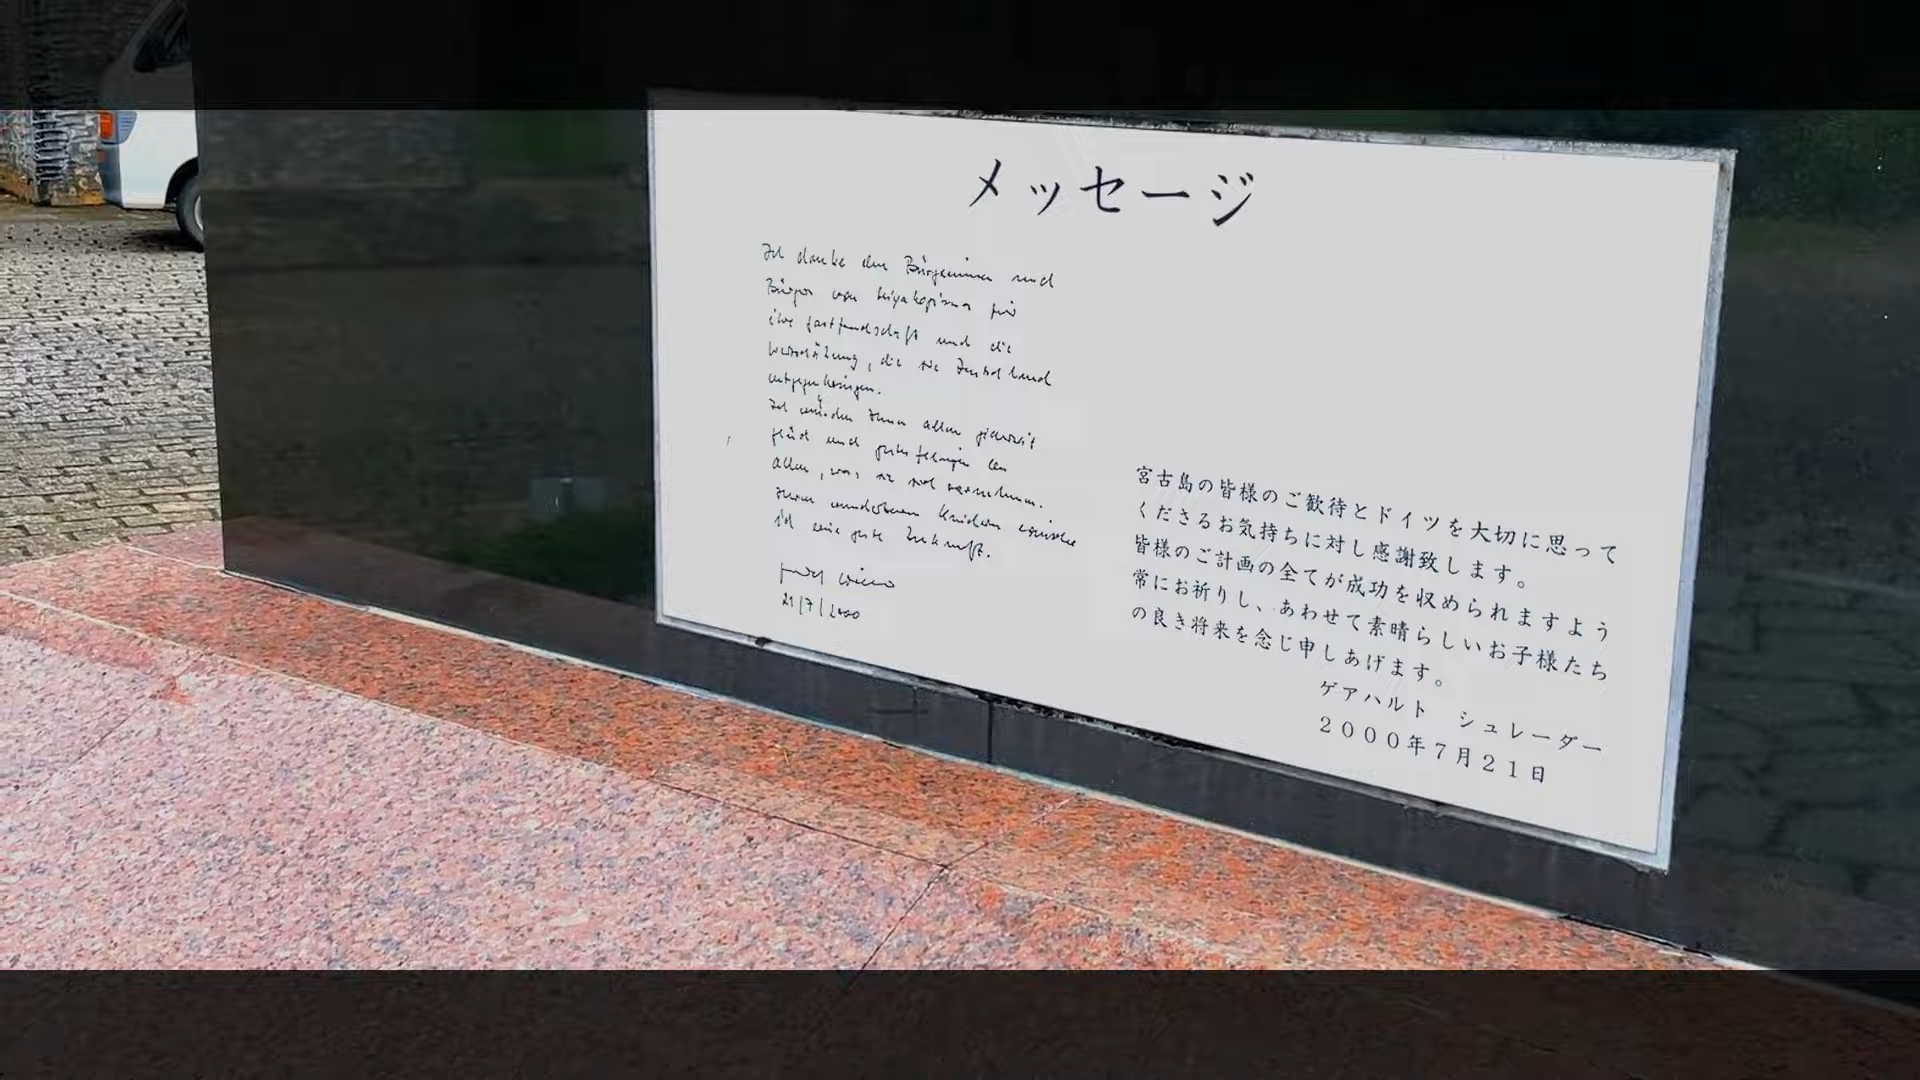 メッセージ
Ich danke den Bürgerinnen und
Bürger von für
ihre Gastfreundschaft und die
Wertschätzung, die sie Deutschland
entgegenbringen.
Ich wünsche Ihnen allen
Glück und gutes Gelingen bei
allem, was sie sich vornehmen.
Ihren wunderbaren Kindern wünsche
ich eine gute Zukunft.
21/7/2000
宮古島の皆様のご歓待とドイツを大切に思って
くださるお気持ちに対し感謝致します。
皆様のご計画の全てが成功を収められますよう
常にお祈りし、あわせて素晴らしいお子様たち
の良き将来を念じ申しあげます。
ゲアハルト　シュレーダー
２０００年７月２１日